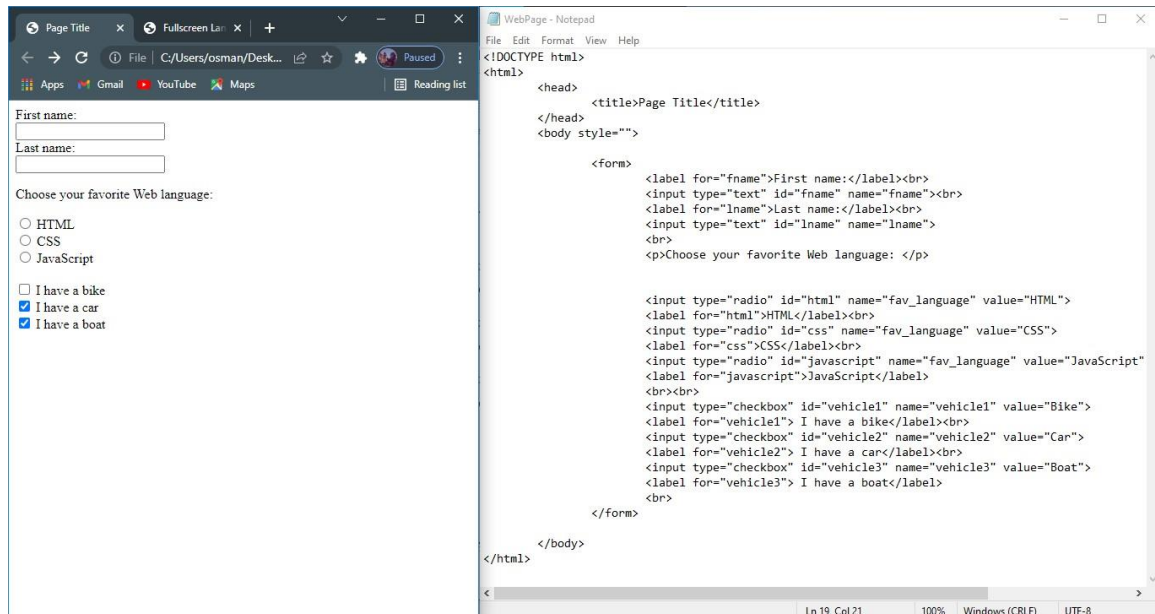 Page Title
Fullscreen Lan
Paused
File C:/Users/osman/Desk...
Apps Gmail YouTube Maps Reading list
First name:
Last name:
Choose your favorite Web language:
HTML
CSS
JavaScript
I have a bike
I have a car
I have a boat
WebPage - Notepad
File Edit Format View Help
<!DOCTYPE html>
<html>
<head>
<title>Page Title</title>
</head>
<body style="">
<form>
<label for="fname">First name:</label><br>
<input type="text" id="fname" name="fname"><br>
<label for="lname">Last name:</label><br>
<input type="text" id="lname" name="lname">
<br>
<p>Choose your favorite Web language: </p>
<input type="radio" id="html" name="fav_language" value="HTML">
<label for="html">HTML</label><br>
<input type="radio" id="css" name="fav_language" value="CSS">
<label for="css">CSS</label><br>
<input type="radio" id="javascript" name="fav_language" value="JavaScript"
<label for="javascript">JavaScript</label>
<br><br>
<input type="checkbox" id="vehicle1" name="vehicle1" value="Bike">
<label for="vehicle1"> I have a bike</label><br>
<input type="checkbox" id="vehicle2" name="vehicle2" value="Car">
<label for="vehicle2"> I have a car</label><br>
<input type="checkbox" id="vehicle3" name="vehicle3" value="Boat">
<label for="vehicle3"> I have a boat</label>
<br>
</form>
</body>
</html>
Ln 19, Col 21 100% Windows (CRLF) UTF-8